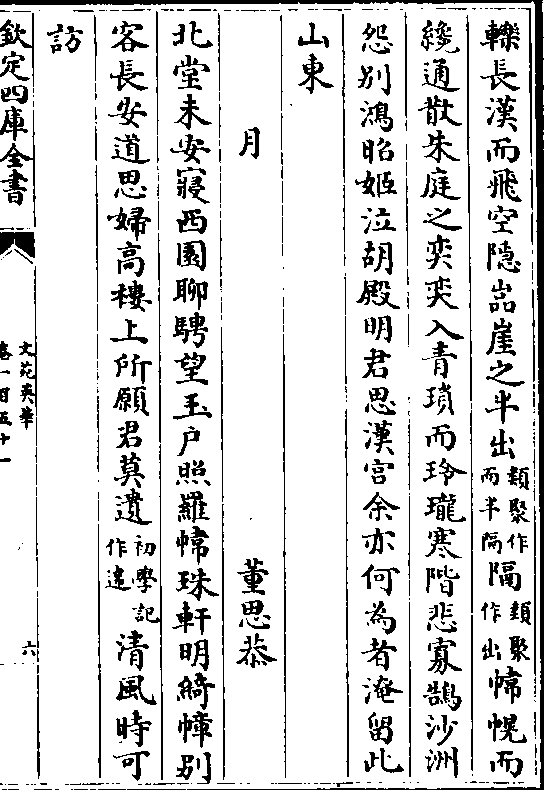 轢長漢而飛空隠嵓崖之半出類聚作而半隔隔類聚作出幃幌而
纔通散朱庭之奕奕入青瑣而玲瓏寒階悲寡鵠沙洲
怨别鴻昭姬泣胡殿明君思漢宫余亦何為者淹留此
山東
月 董思恭
北堂未安寢西園聊騁望玉户照羅幃珠軒明綺幛别
客長安道思婦高樓上所願君莫遺初學記作違清風時可
訪
欽定四庫全書
文苑英華
卷一百五十一
六